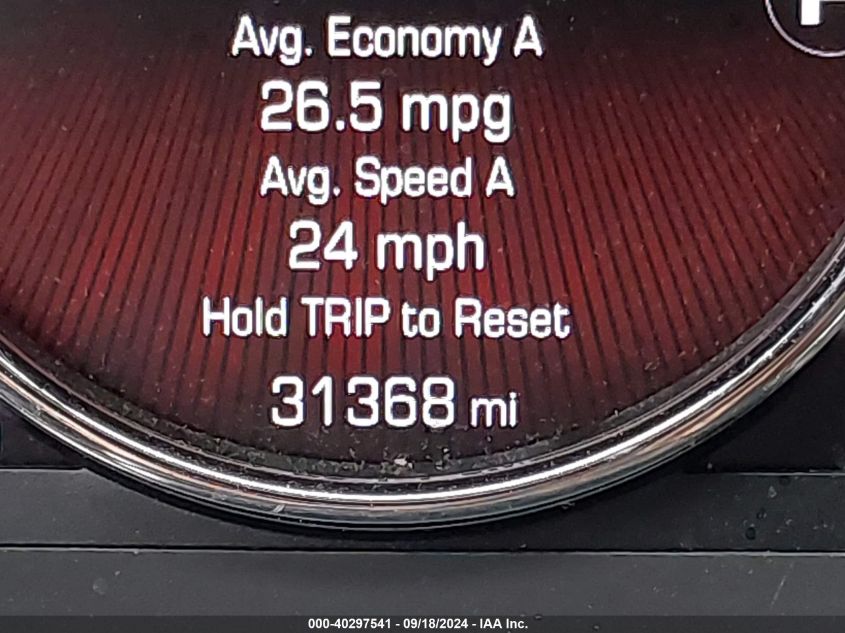 Avg. Economy A
26.5 mpg
Avg. Speed A
24 mph
Hold TRIP to Reset
31368 mi
000-40297541 - 09/18/2024 - IAA Inc.